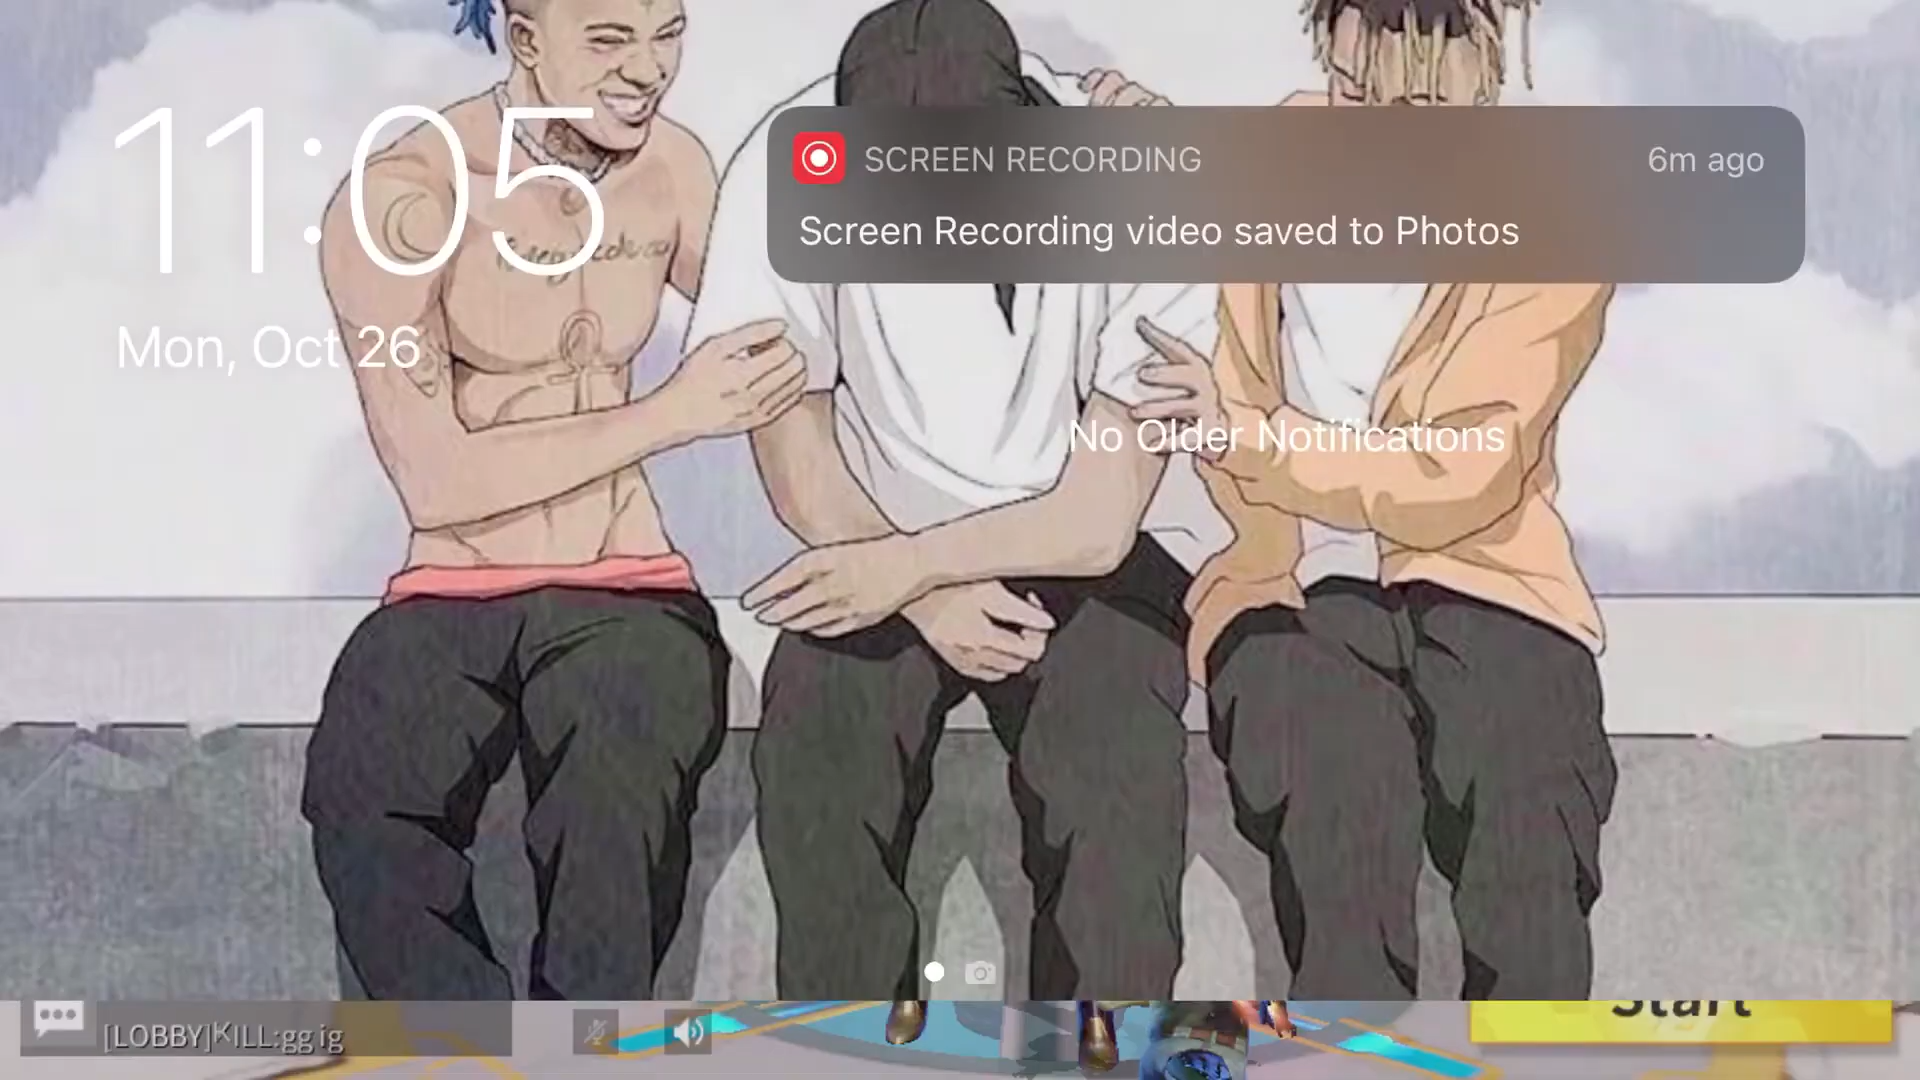 11:05
Mon, Oct 26
SCREEN RECORDING
6m ago
Screen Recording video saved to Photos
No Older Notifications
[LOBBY]KILL:gg ig
Start